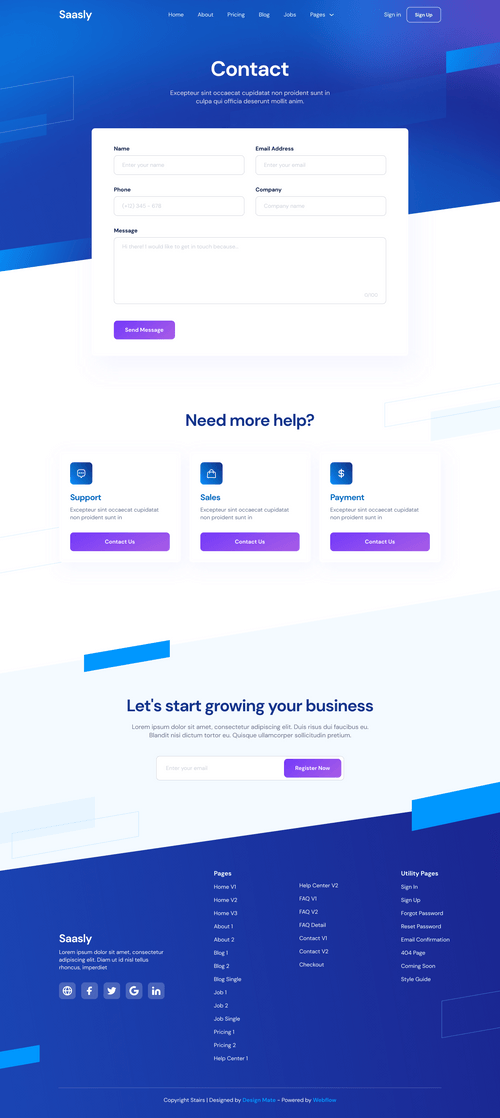 Saasly
Home About Pricing Blog Jobs Pages
Sign in Sign Up
Contact
Excepteur sint occaecat cupidatat non proident sunt in
culpa qui officia deserunt mollit anim.
Name Email Address
Enter your name Enter your email
Phone Company
Company name
Message
Hi there! I would like to get in touch because...
Send Message
Need more help?
Support
Excepteur sint occaecat cupidatat
non proident sunt in
Contact Us
Sales
Excepteur sint occaecat cupidatat
non proident sunt in
Contact Us
Payment
Excepteur sint occaecat cupidatat
non proident sunt in
Contact Us
Let's start growing your business
Lorem ipsum dolor sit amet, consectetur adipiscing elit. Duis risus dui faucibus eu.
Blandit nisi dictum tortor eu. Quisque ullamcorper sollicitudin pretium.
Enter your email Register Now
Saasly
Lorem ipsum dolor sit amet, consectetur
adipiscing elit. Diam ut id nisl tellus
rhoncus, imperdiet
Pages
Home V1
Home V2
Home V3
About 1
About 2
Blog 1
Blog 2
Blog Single
Job 1
Job 2
Job Single
Pricing 1
Pricing 2
Help Center 1
Help Center V2
FAQ V1
FAQ V2
FAQ Detail
Contact V1
Contact V2
Checkout
Utility Pages
Sign In
Sign Up
Forgot Password
Reset Password
Email Confirmation
404 Page
Coming Soon
Style Guide
Copyright Stairs | Designed by Design Mate - Powered by Webflow